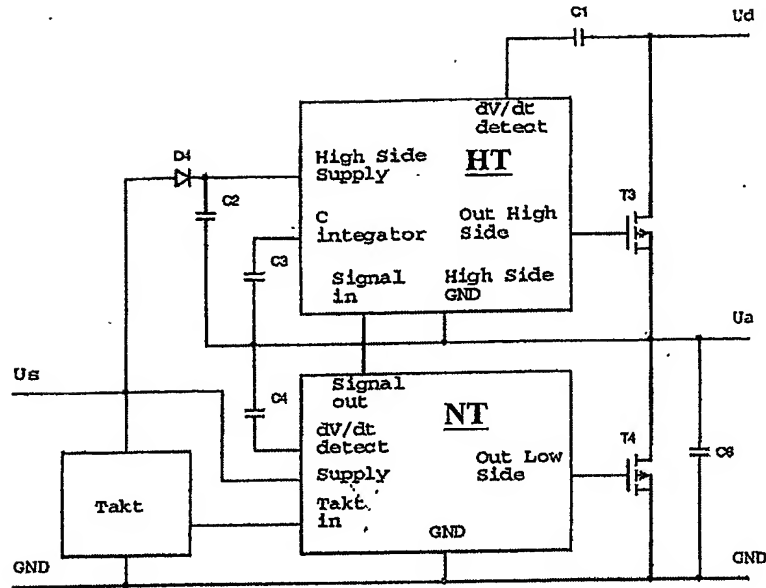 C1
Ud
dV/dt
detect
D4
High Side
Supply
HT
C2
T3
C
integator
Out High
Side
C3
Signal
in
High Side
GND
Ua
Us
C4
Signal
out
NT
dV/dt
detect
T4
C6
Out Low
Side
Supply
Takt
Takt
in
GND
GND
GND